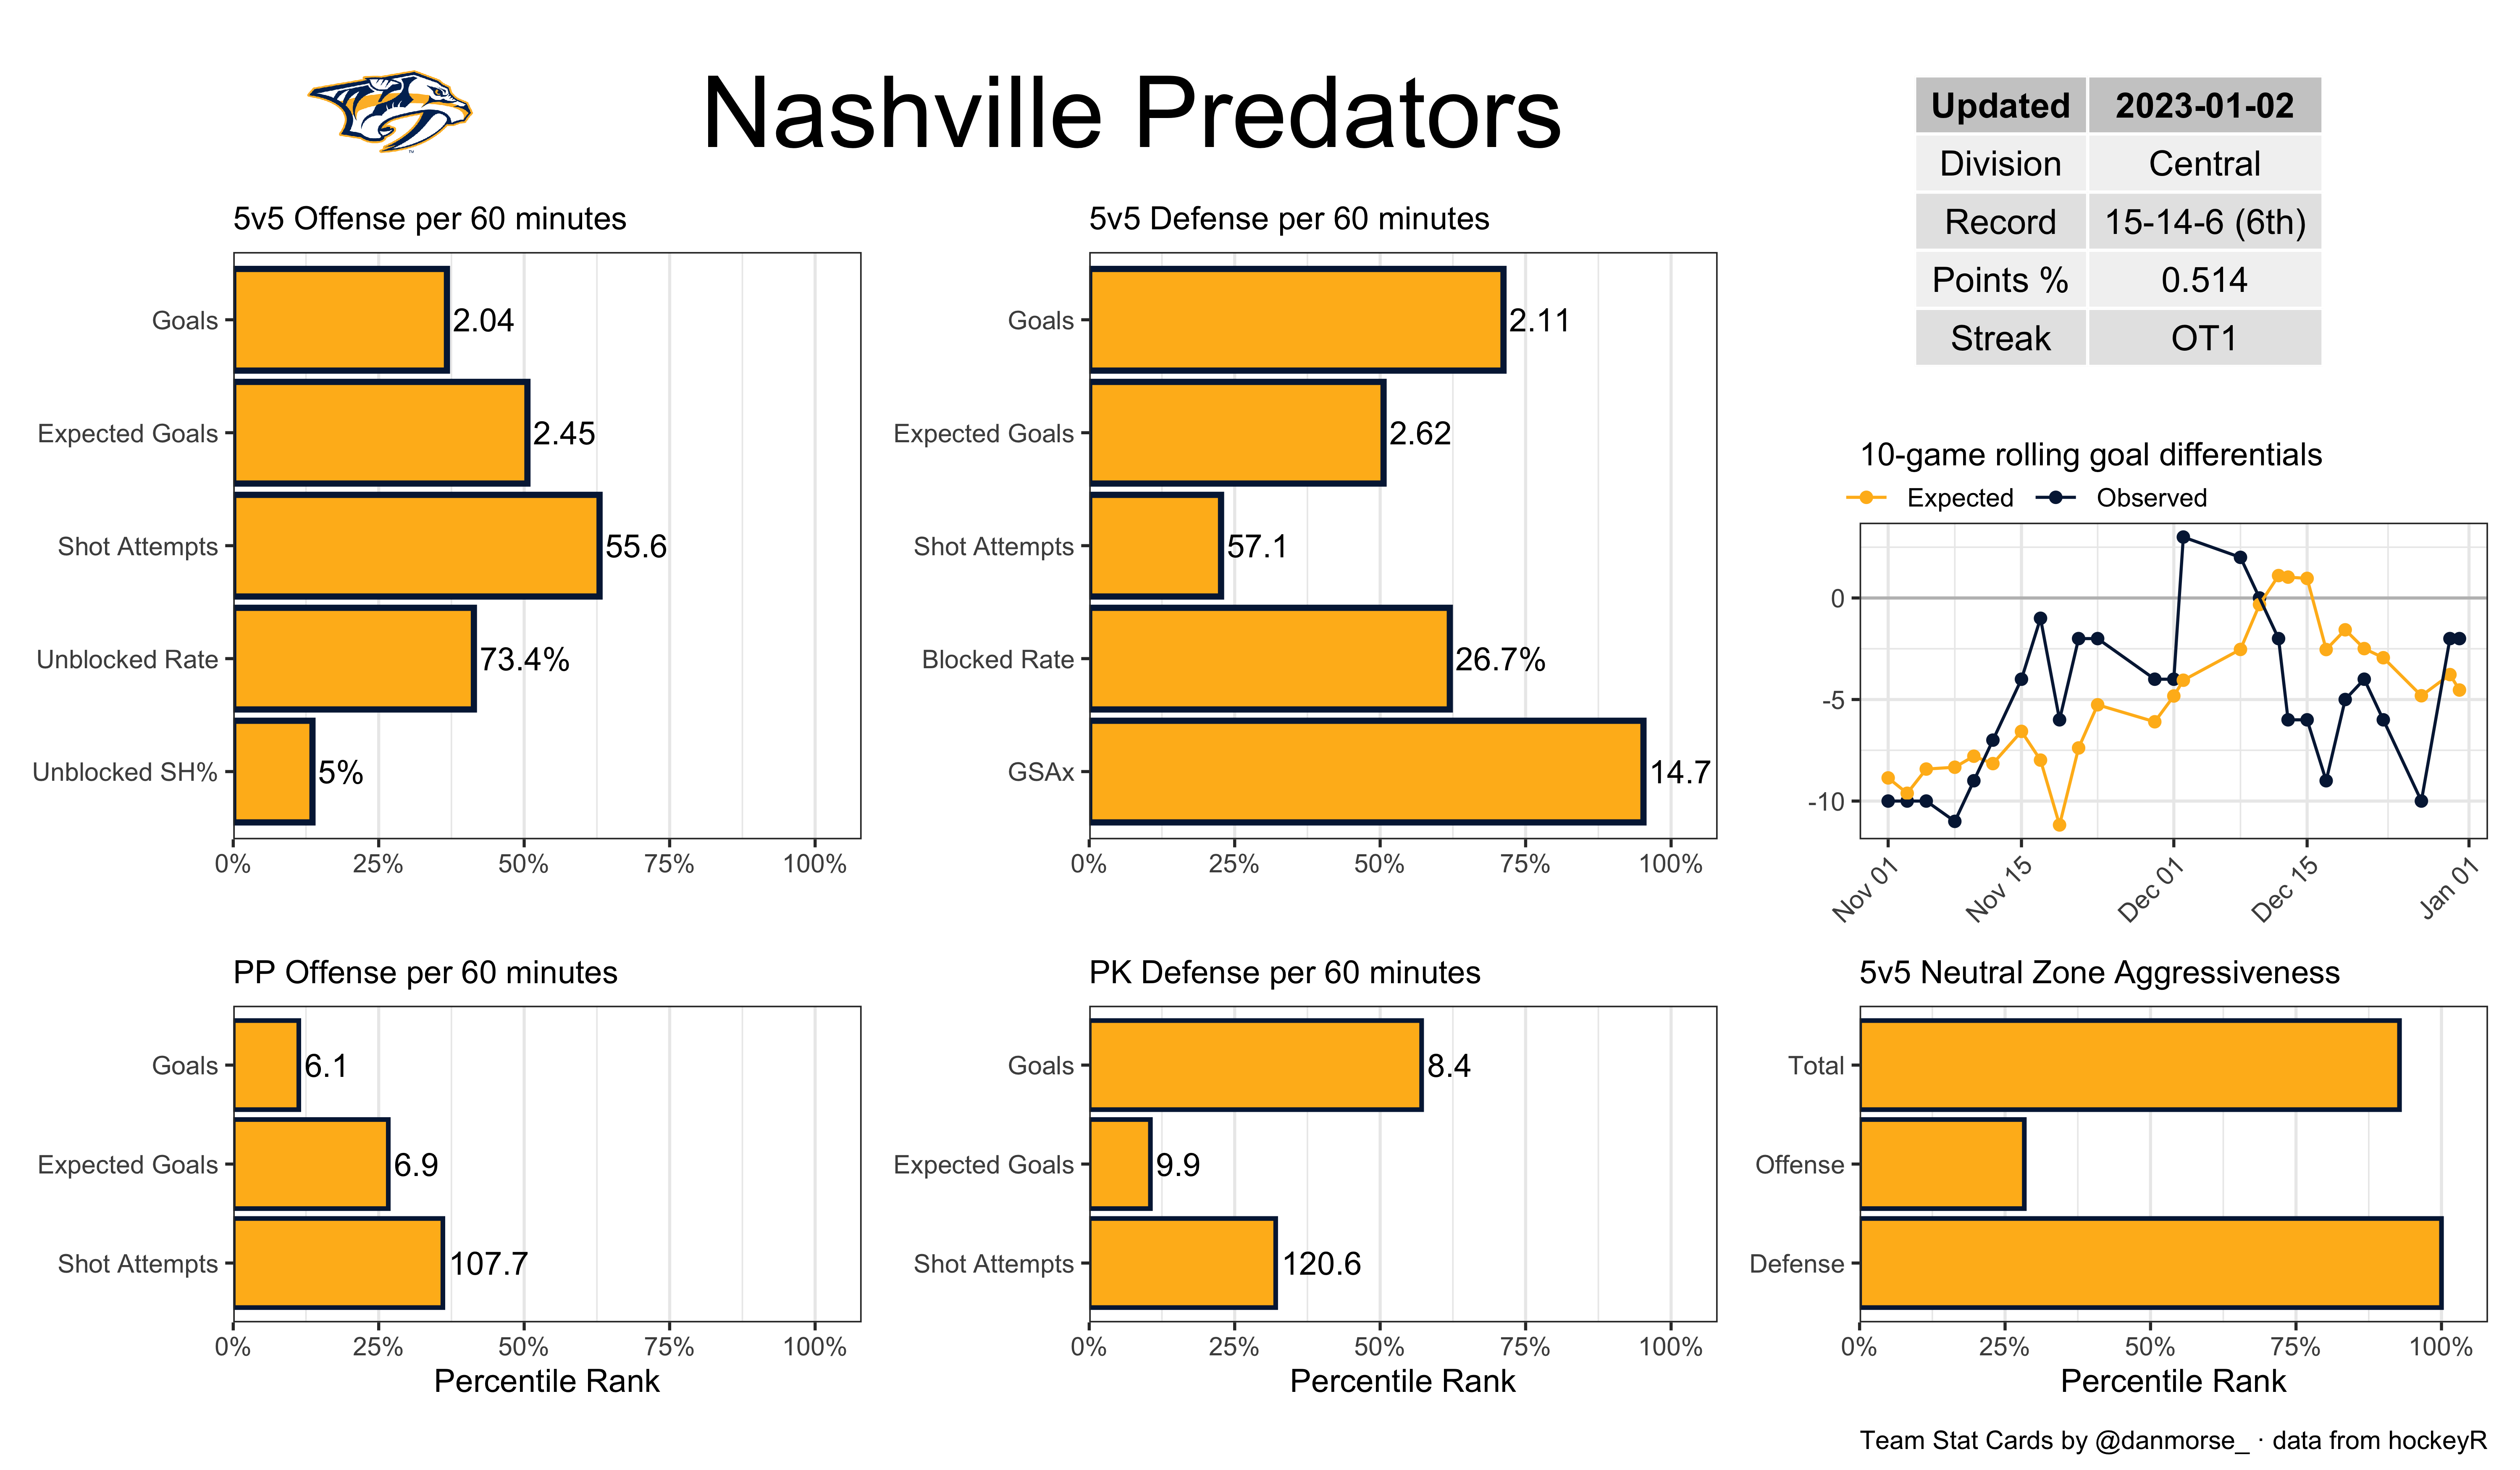 Nashville Predators
Updated 2023-01-02
Division Central
Record 15-14-6 (6th)
Points % 0.514
Streak OT1
5v5 Offense per 60 minutes
Goals 2.04
Expected Goals 2.45
Shot Attempts 55.6
Unblocked Rate 73.4%
Unblocked SH% 5%
0% 25% 50% 75% 100%
5v5 Defense per 60 minutes
Goals 2.11
Expected Goals 2.62
Shot Attempts 57.1
Blocked Rate 26.7%
GSAx 14.7
0% 25% 50% 75% 100%
10-game rolling goal differentials
Expected Observed
0
-5
-10
Nov 01 Nov 15 Dec 01 Dec 15 Jan 01
PP Offense per 60 minutes
Goals 6.1
Expected Goals 6.9
Shot Attempts 107.7
0% 25% 50% 75% 100%
Percentile Rank
PK Defense per 60 minutes
Goals 8.4
Expected Goals 9.9
Shot Attempts 120.6
0% 25% 50% 75% 100%
Percentile Rank
5v5 Neutral Zone Aggressiveness
Total
Offense
Defense
0% 25% 50% 75% 100%
Percentile Rank
Team Stat Cards by @danmorse_ · data from hockeyR